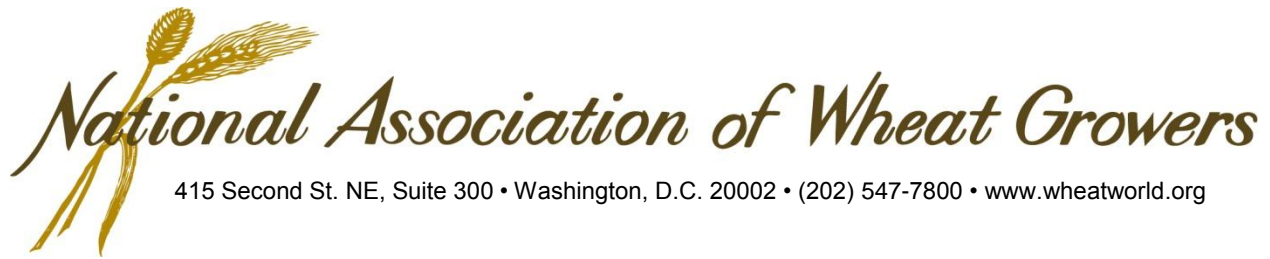 National Association of Wheat Growers
415 Second St. NE, Suite 300 • Washington, D.C. 20002 • (202) 547-7800 • www.wheatworld.org